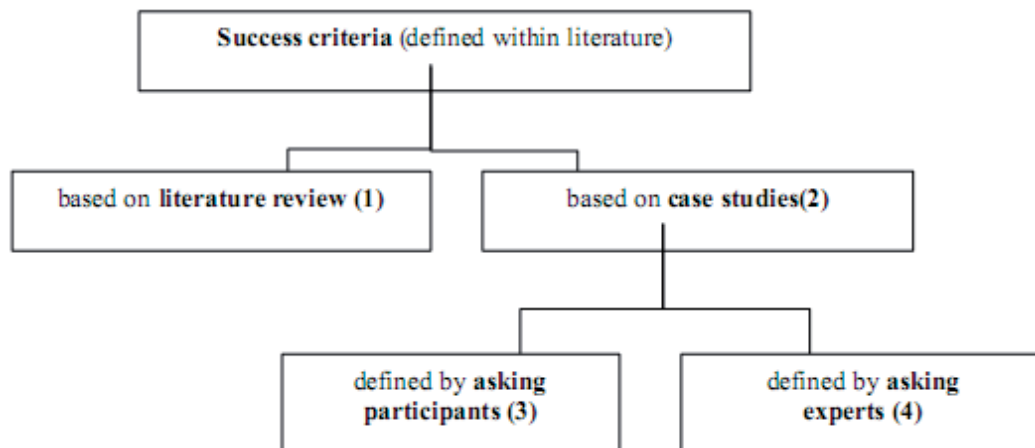 Success criteria (defined within literature)
based on literature review (1)
based on case studies(2)
defined by asking
participants (3)
defined by asking
experts (4)